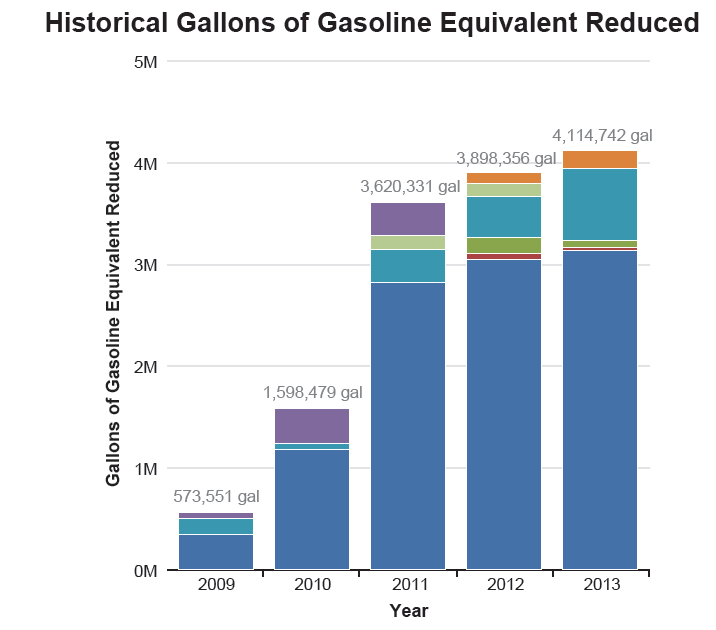 Historical Gallons of Gasoline Equivalent Reduced
5M
4,114,742 gal
3,898,356 gal
4M
3,620,331 gal
3M
2M
1,598,479 gal
1M
573,551 gal
0M
Gallons of Gasoline Equivalent Reduced
2009 2010 2011 2012 2013
Year